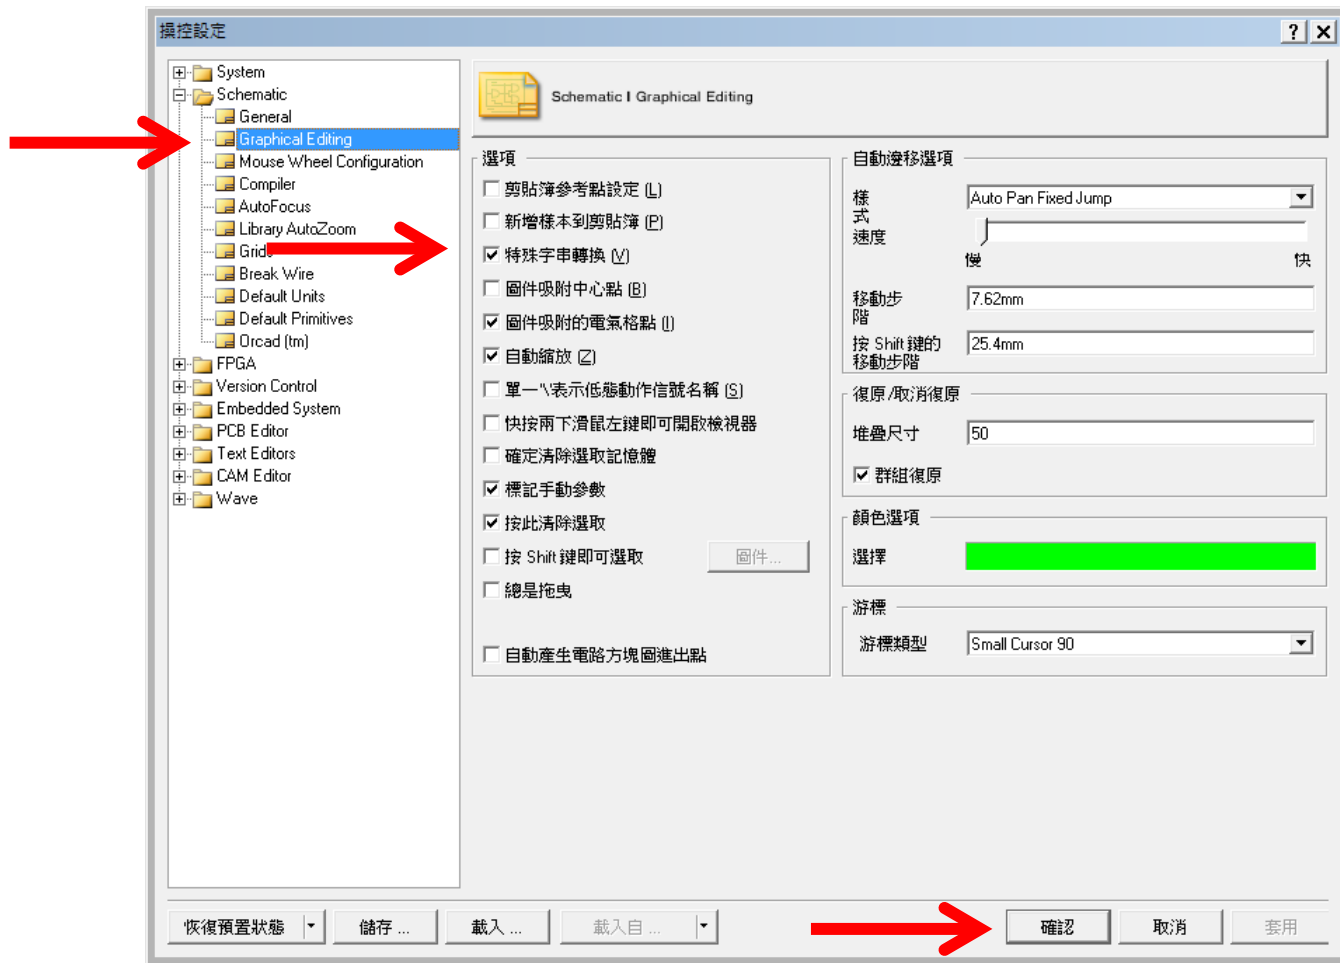 操控設定
System
Schematic
General
Graphical Editing
Mouse Wheel Configuration
Compiler
AutoFocus
Library AutoZoom
Grids
Break Wire
Default Units
Default Primitives
Orcad (tm)
FPGA
Version Control
Embedded System
PCB Editor
Text Editors
CAM Editor
Wave
Schematic | Graphical Editing
選項
剪貼簿參考點設定 (L)
新增樣本到剪貼簿 (P)
特殊字串轉換 (V)
圖件吸附中心點 (B)
圖件吸附的電氣格點 (I)
自動縮放 (Z)
單一'\'表示低態動作信號名稱 (S)
快按兩下滑鼠左鍵即可開啟檢視器
確定清除選取記憶體
標記手動參數
按此清除選取
按 Shift 鍵即可選取
圖件...
總是拖曳
自動產生電路方塊圖進出點
自動邊移選項
樣式
Auto Pan Fixed Jump
速度
慢 快
移動步階
7.62mm
按 Shift 鍵的
移動步階
25.4mm
復原/取消復原
堆疊尺寸
50
群組復原
顏色選項
選擇
游標
游標類型
Small Cursor 90
恢復預置狀態
儲存 ...
載入 ...
載入自 ...
確認
取消
套用